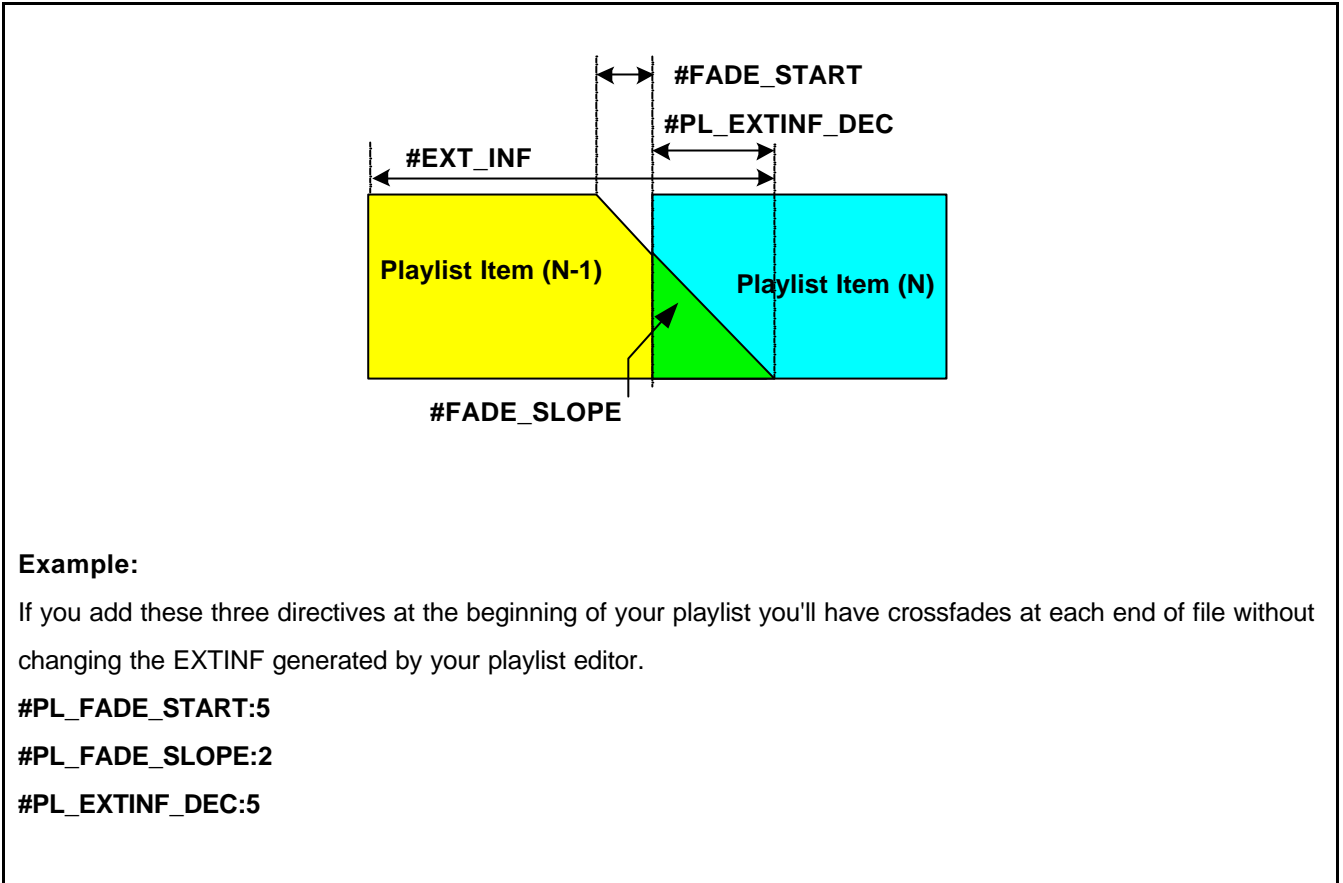 #FADE_START
#PL_EXTINF_DEC
#EXT_INF
Playlist Item (N-1)
Playlist Item (N)
#FADE_SLOPE
Example:
If you add these three directives at the beginning of your playlist you'll have crossfades at each end of file without
changing the EXTINF generated by your playlist editor.
#PL_FADE_START:5
#PL_FADE_SLOPE:2
#PL_EXTINF_DEC:5